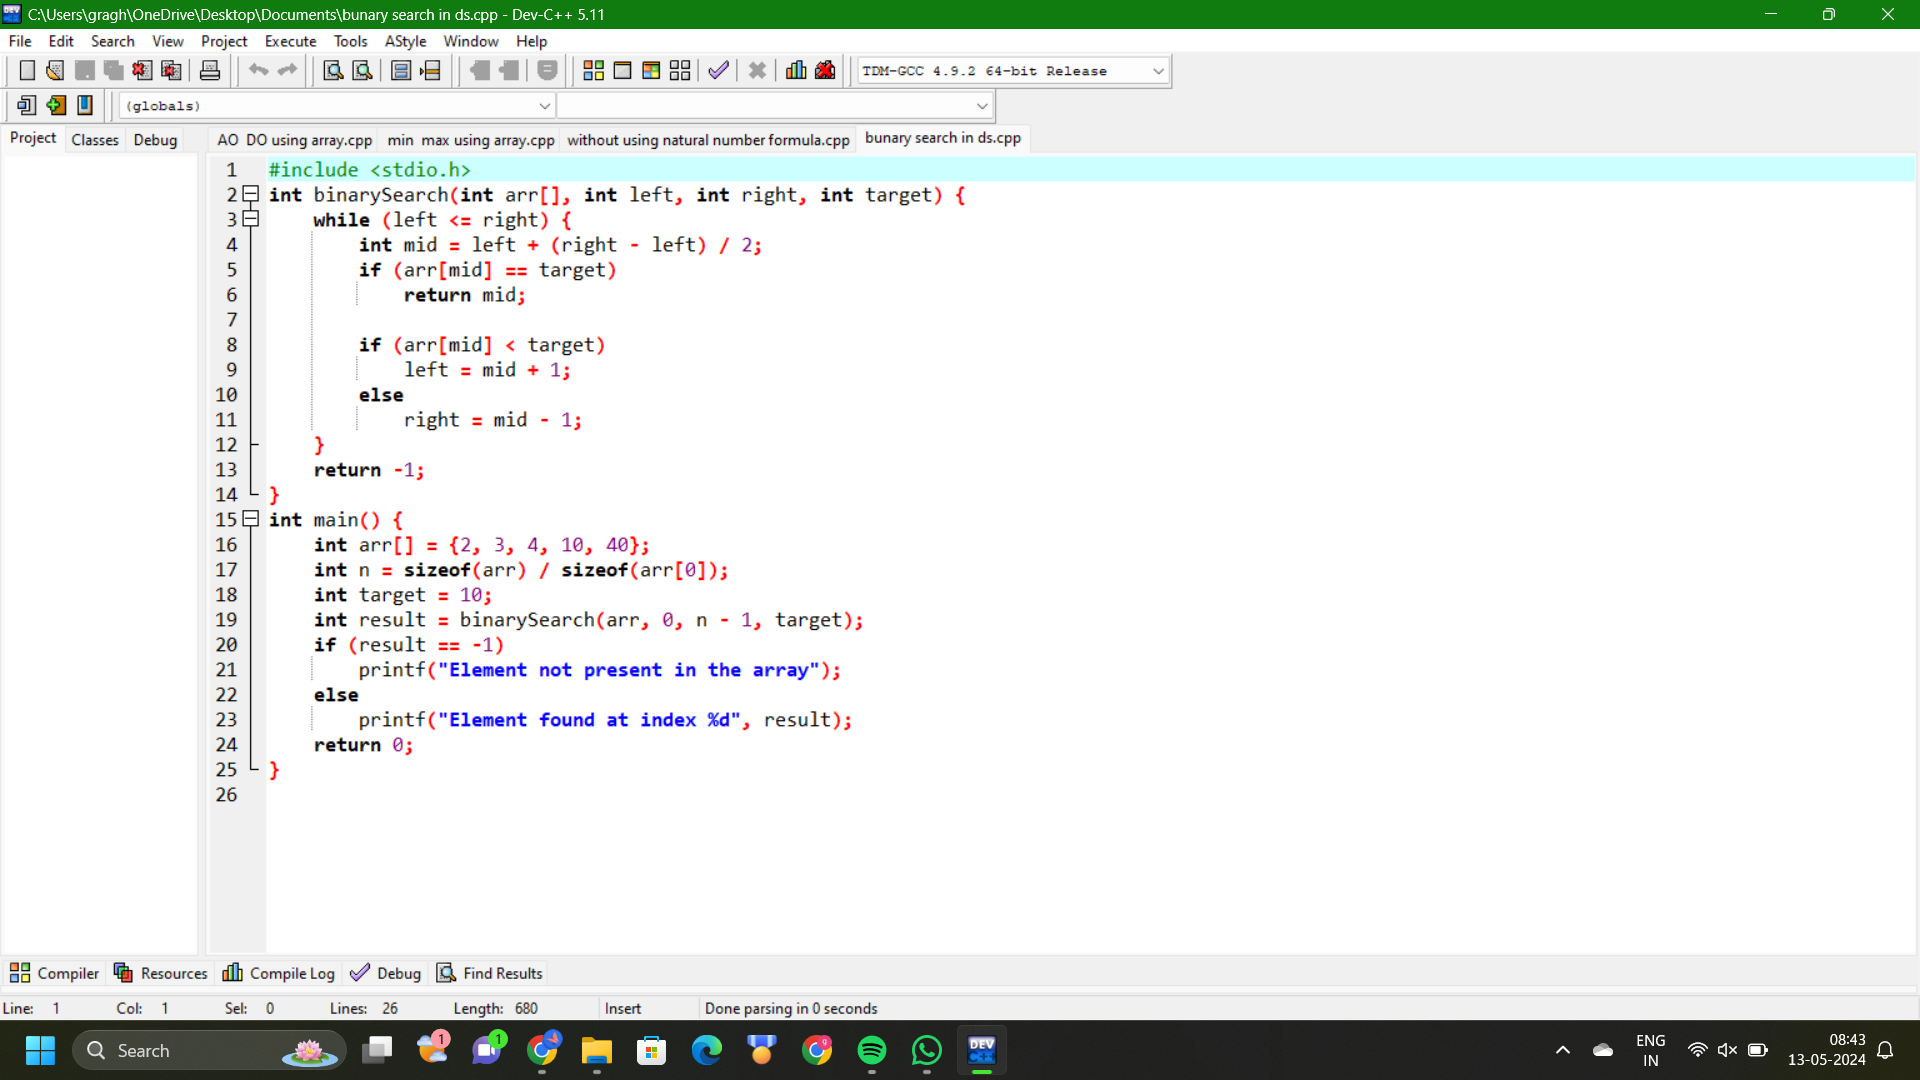 C:\Users\gragh\OneDrive\Desktop\Documents\bunary search in ds.cpp - Dev-C++ 5.11
File Edit Search View Project Execute Tools AStyle Window Help
TDM-GCC 4.9.2 64-bit Release
(globals)
Project Classes Debug
AO DO using array.cpp min max using array.cpp without using natural number formula.cpp bunary search in ds.cpp
1 #include <stdio.h>
2 int binarySearch(int arr[], int left, int right, int target) {
3 while (left <= right) {
4 int mid = left + (right - left) / 2;
5 if (arr[mid] == target)
6 return mid;
7
8 if (arr[mid] < target)
9 left = mid + 1;
10 else
11 right = mid - 1;
12 }
13 return -1;
14 }
15 int main() {
16 int arr[] = {2, 3, 4, 10, 40};
17 int n = sizeof(arr) / sizeof(arr[0]);
18 int target = 10;
19 int result = binarySearch(arr, 0, n - 1, target);
20 if (result == -1)
21 printf("Element not present in the array");
22 else
23 printf("Element found at index %d", result);
24 return 0;
25 }
26
Compiler Resources Compile Log Debug Find Results
Line: 1 Col: 1 Sel: 0 Lines: 26 Length: 680 Insert Done parsing in 0 seconds
Search 1 1 9 DEV C++ ENG 08:43
IN 13-05-2024